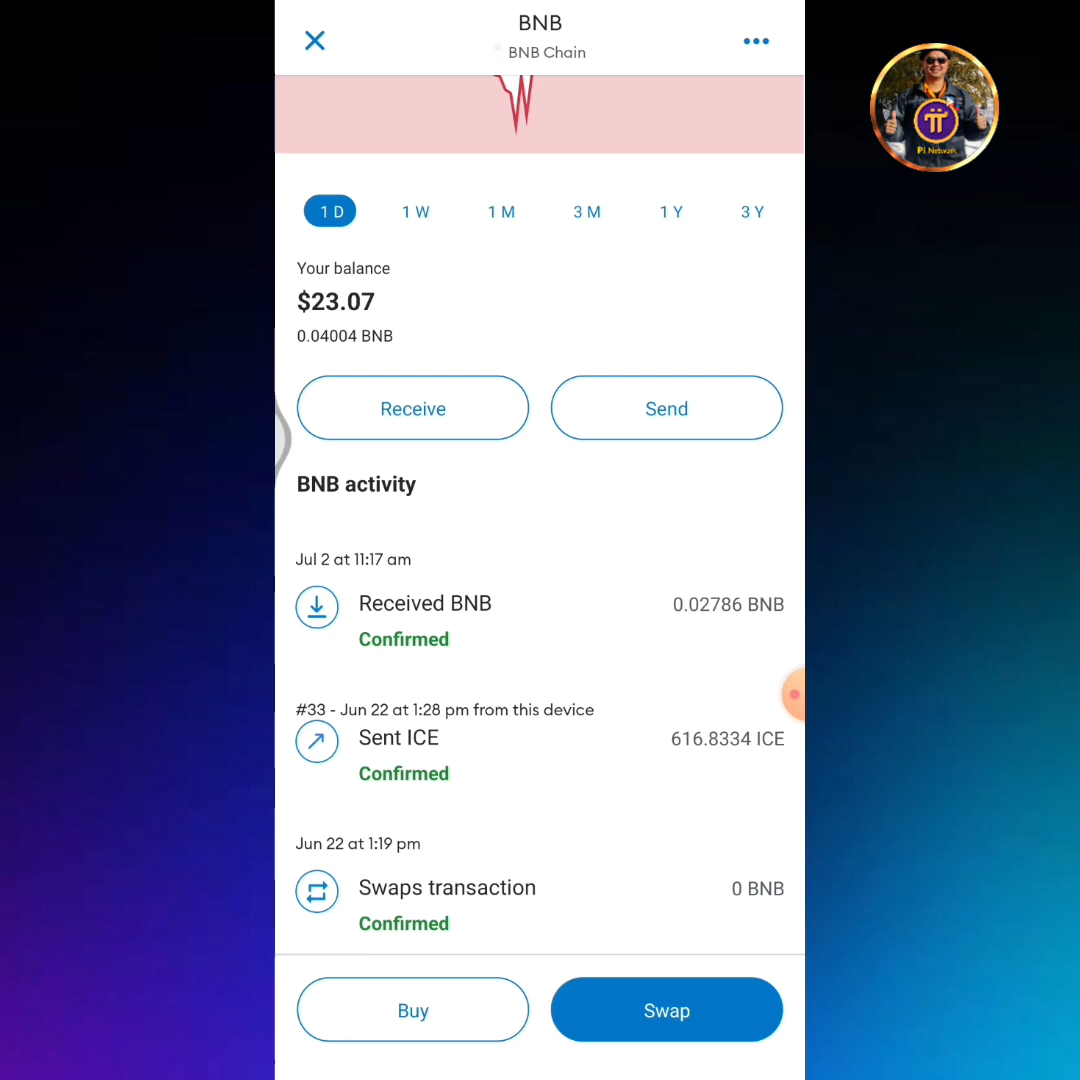 BNB
BNB Chain
1 D
1 W
1 M
3 M
1 Y
3 Y
Your balance
$23.07
0.04004 BNB
Receive
Send
BNB activity
Jul 2 at 11:17 am
Received BNB
0.02786 BNB
Confirmed
#33 - Jun 22 at 1:28 pm from this device
Sent ICE
616.8334 ICE
Confirmed
Jun 22 at 1:19 pm
Swaps transaction
0 BNB
Confirmed
Buy
Swap
Pi Network